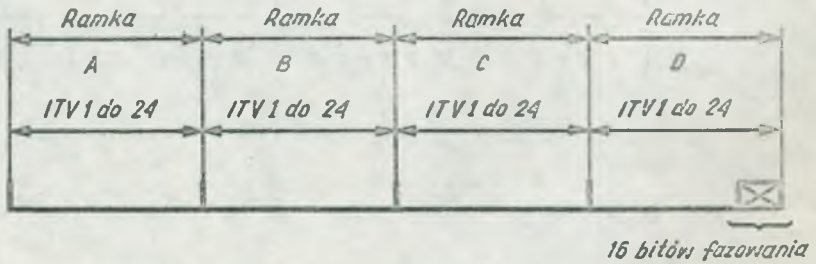 Ramka Ramka Ramka Ramka
A B C D
ITV 1 do 24 ITV 1 do 24 ITV 1 do 24 ITV 1 do 24
16 bitów fazowania